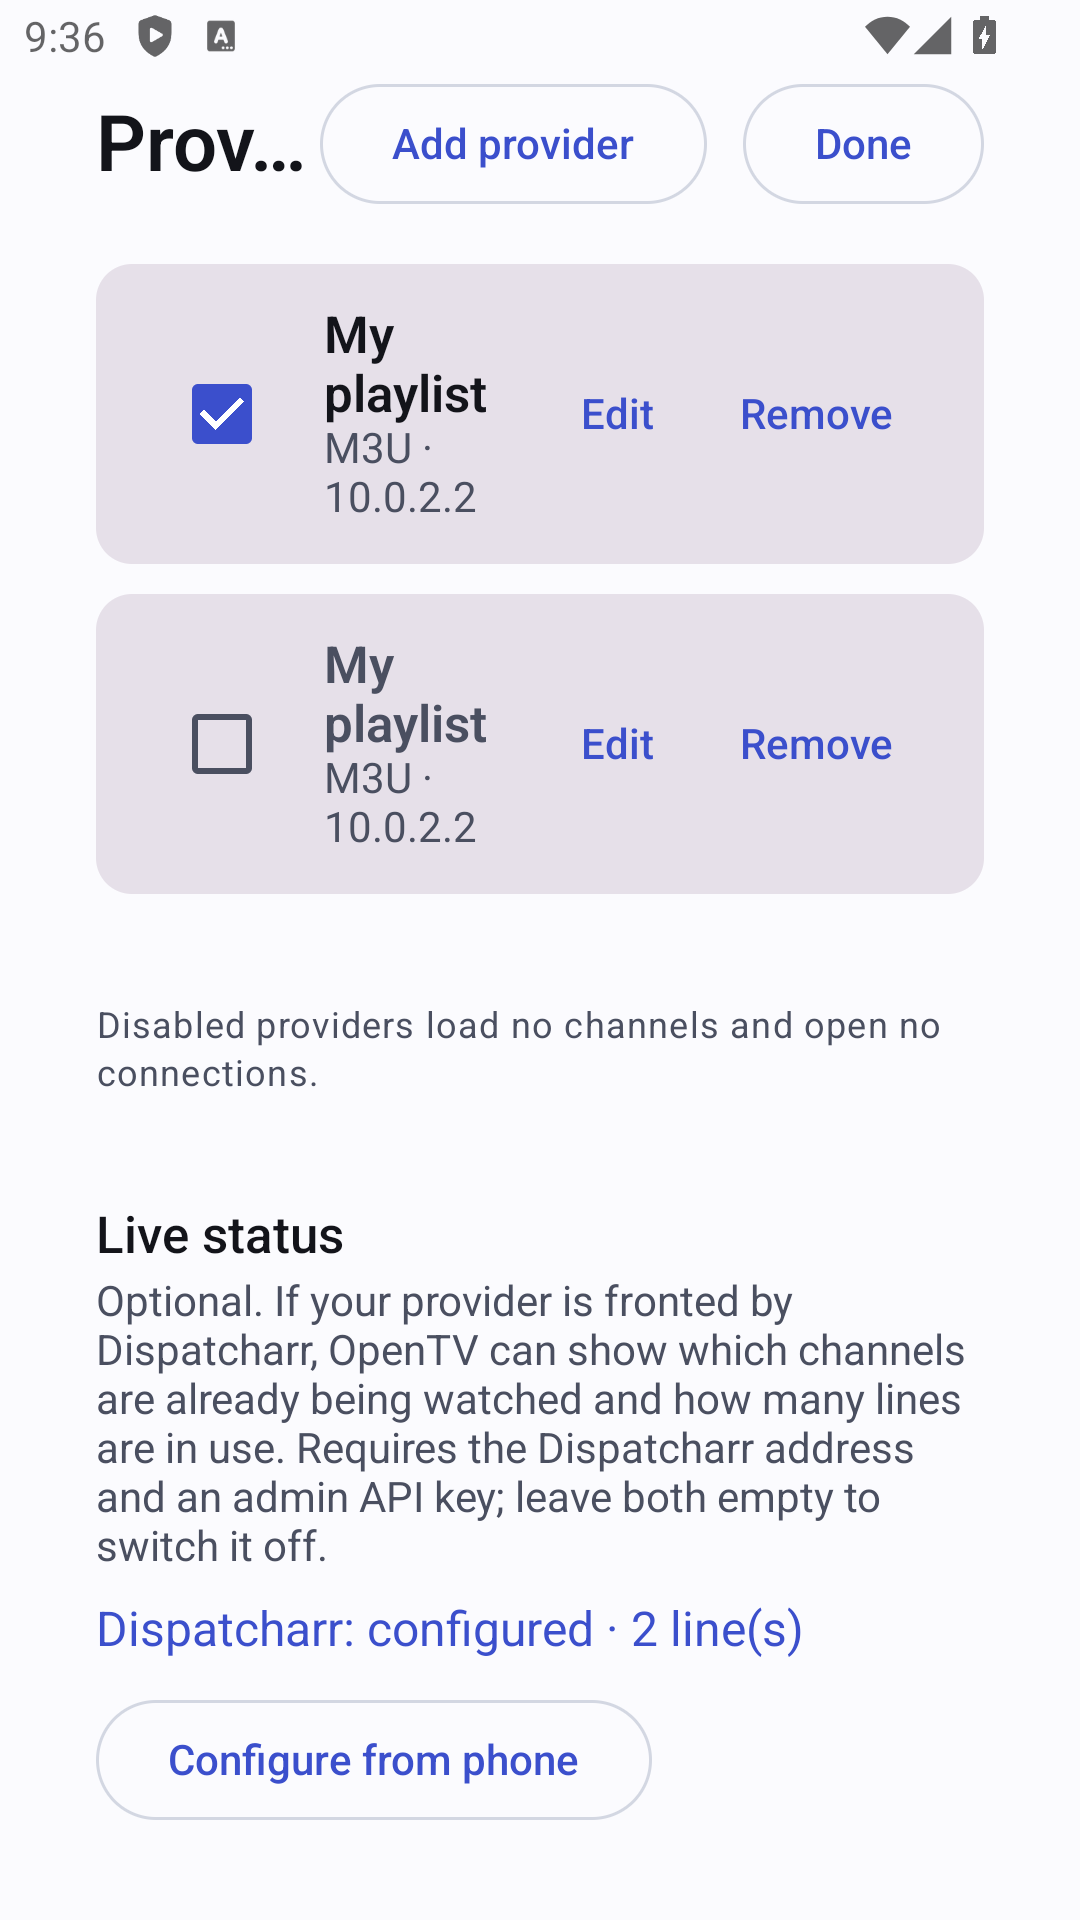 9:36
Prov...
Add provider
Done
My
playlist
M3U ·
10.0.2.2
Edit
Remove
My
playlist
M3U ·
10.0.2.2
Edit
Remove
Disabled providers load no channels and open no
connections.
Live status
Optional. If your provider is fronted by
Dispatcharr, OpenTV can show which channels
are already being watched and how many lines
are in use. Requires the Dispatcharr address
and an admin API key; leave both empty to
switch it off.
Dispatcharr: configured · 2 line(s)
Configure from phone